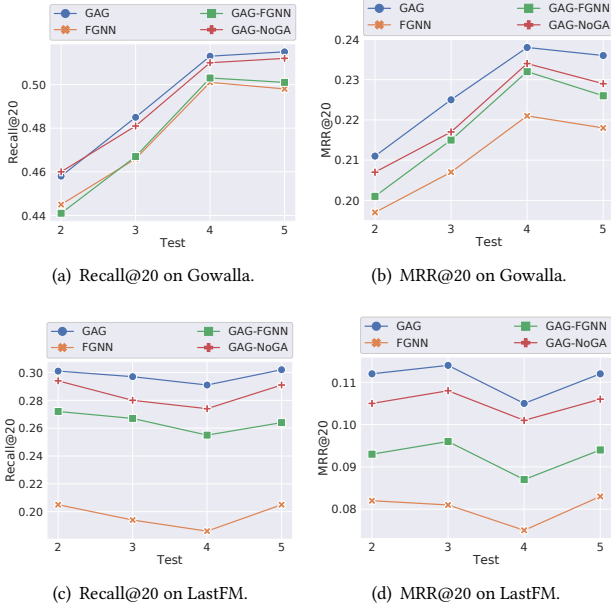 GAG GAG-FGNN
FGNN GAG-NoGA
0.50
0.48
0.46
0.44
Recall@20
2 3 4 5
Test
(a) Recall@20 on Gowalla.
GAG GAG-FGNN
FGNN GAG-NoGA
0.24
0.23
0.22
0.21
0.20
MRR@20
2 3 4 5
Test
(b) MRR@20 on Gowalla.
GAG GAG-FGNN
FGNN GAG-NoGA
0.30
0.28
0.26
0.24
0.22
0.20
Recall@20
2 3 4 5
Test
(c) Recall@20 on LastFM.
GAG GAG-FGNN
FGNN GAG-NoGA
0.11
0.10
0.09
0.08
MRR@20
2 3 4 5
Test
(d) MRR@20 on LastFM.